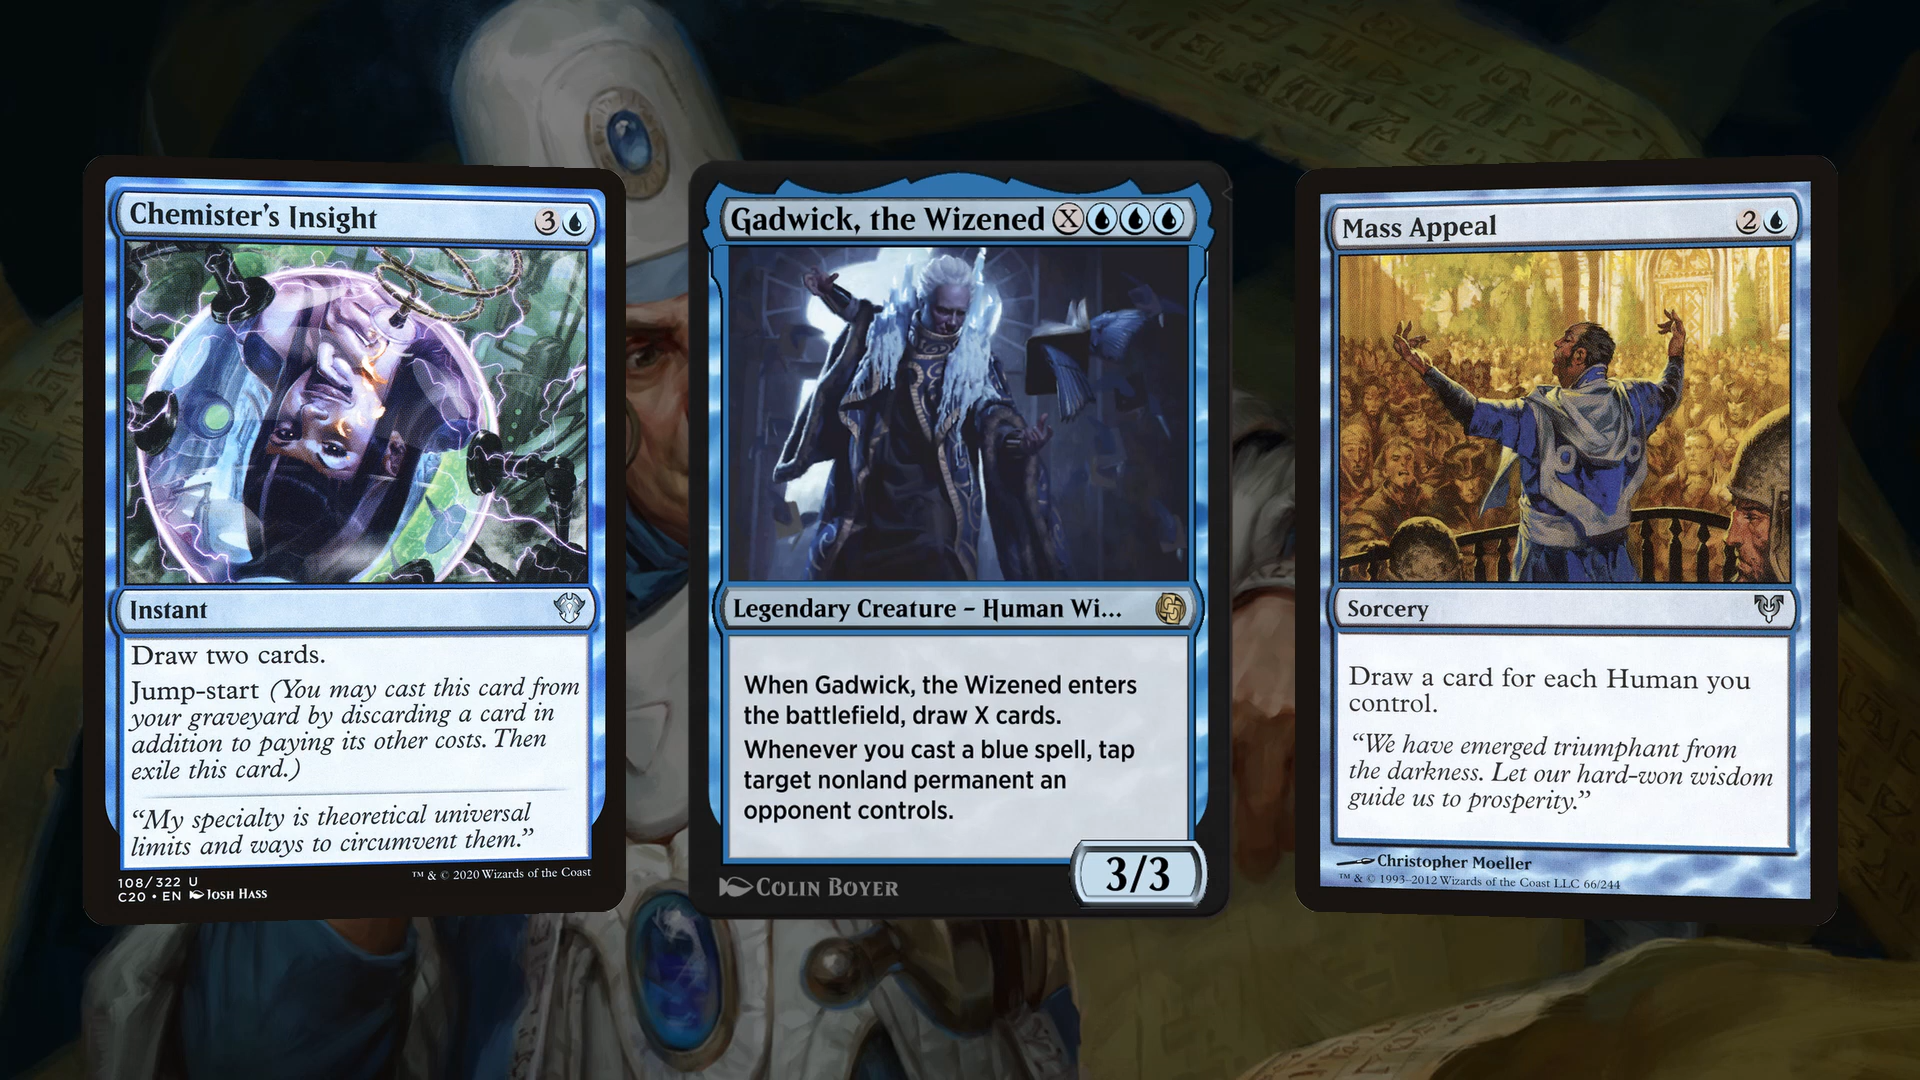 Chemister's Insight 3
Instant
Draw two cards.
Jump-start (You may cast this card from
your graveyard by discarding a card in
addition to paying its other costs. Then
exile this card.)
“My specialty is theoretical universal
limits and ways to circumvent them.”
108/322 U
C20 • EN Josh Hass
™ & © 2020 Wizards of the Coast
Gadwick, the Wizened X
Legendary Creature – Human Wi...
When Gadwick, the Wizened enters
the battlefield, draw X cards.
Whenever you cast a blue spell, tap
target nonland permanent an
opponent controls.
3/3
Colin Boyer
Mass Appeal 2
Sorcery
Draw a card for each Human you
control.
“We have emerged triumphant from
the darkness. Let our hard-won wisdom
guide us to prosperity.”
Christopher Moeller
™ & © 1993–2012 Wizards of the Coast LLC 66/244